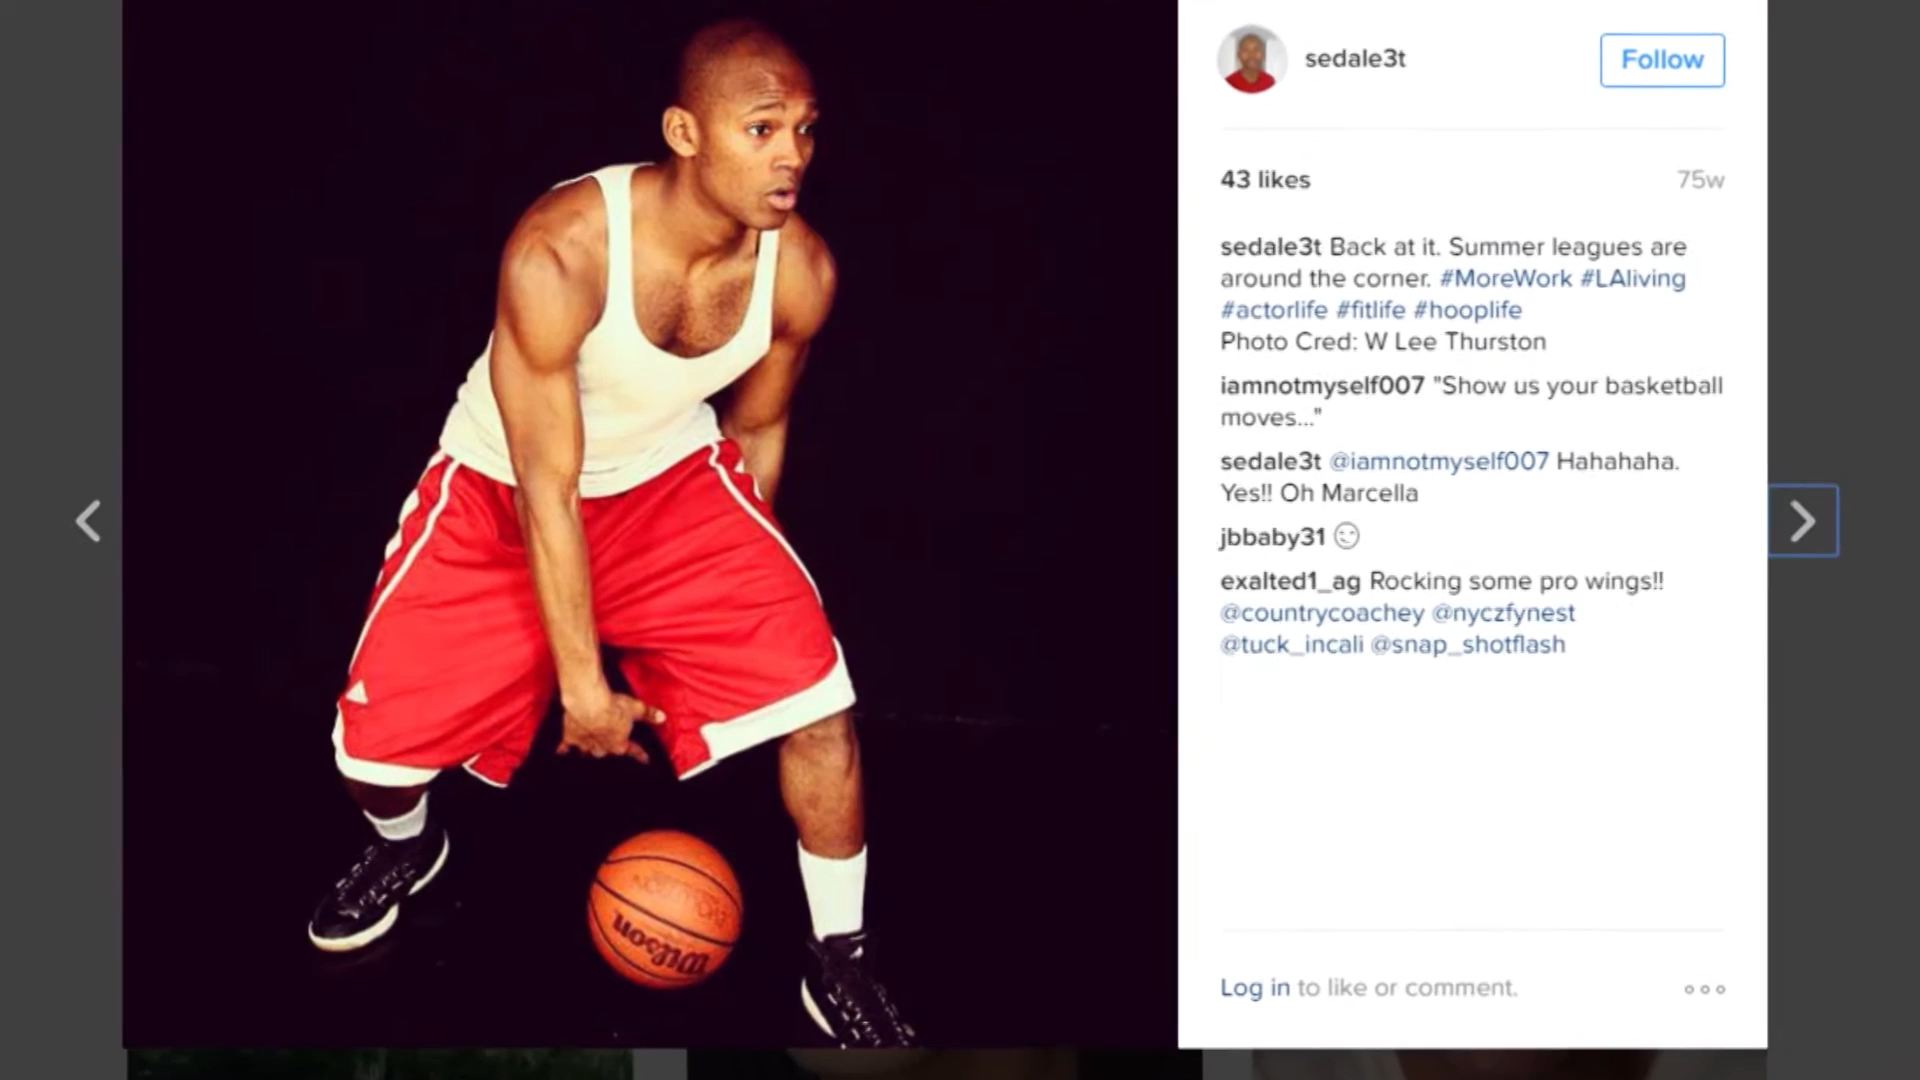 sedale3t
Follow
43 likes
75w
sedale3t Back at it. Summer leagues are
around the corner. #MoreWork #LAliving
#actorlife #fitlife #hooplife
Photo Cred: W Lee Thurston
iamnotmyself007 "Show us your basketball
moves..."
sedale3t @iamnotmyself007 Hahahaha.
Yes!! Oh Marcella
jbbaby31 😏
exalted1_ag Rocking some pro wings!!
@countrycoachey @nyczfynest
@tuck_incali @snap_shotflash
Log in to like or comment.
Wilson